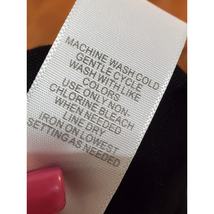 MACHINE WASH COLD
GENTLE CYCLE
WASH WITH LIKE
COLORS
USE ONLY NON-
CHLORINE BLEACH
WHEN NEEDED
LINE DRY
IRON ON LOWEST
SETTING AS NEEDED